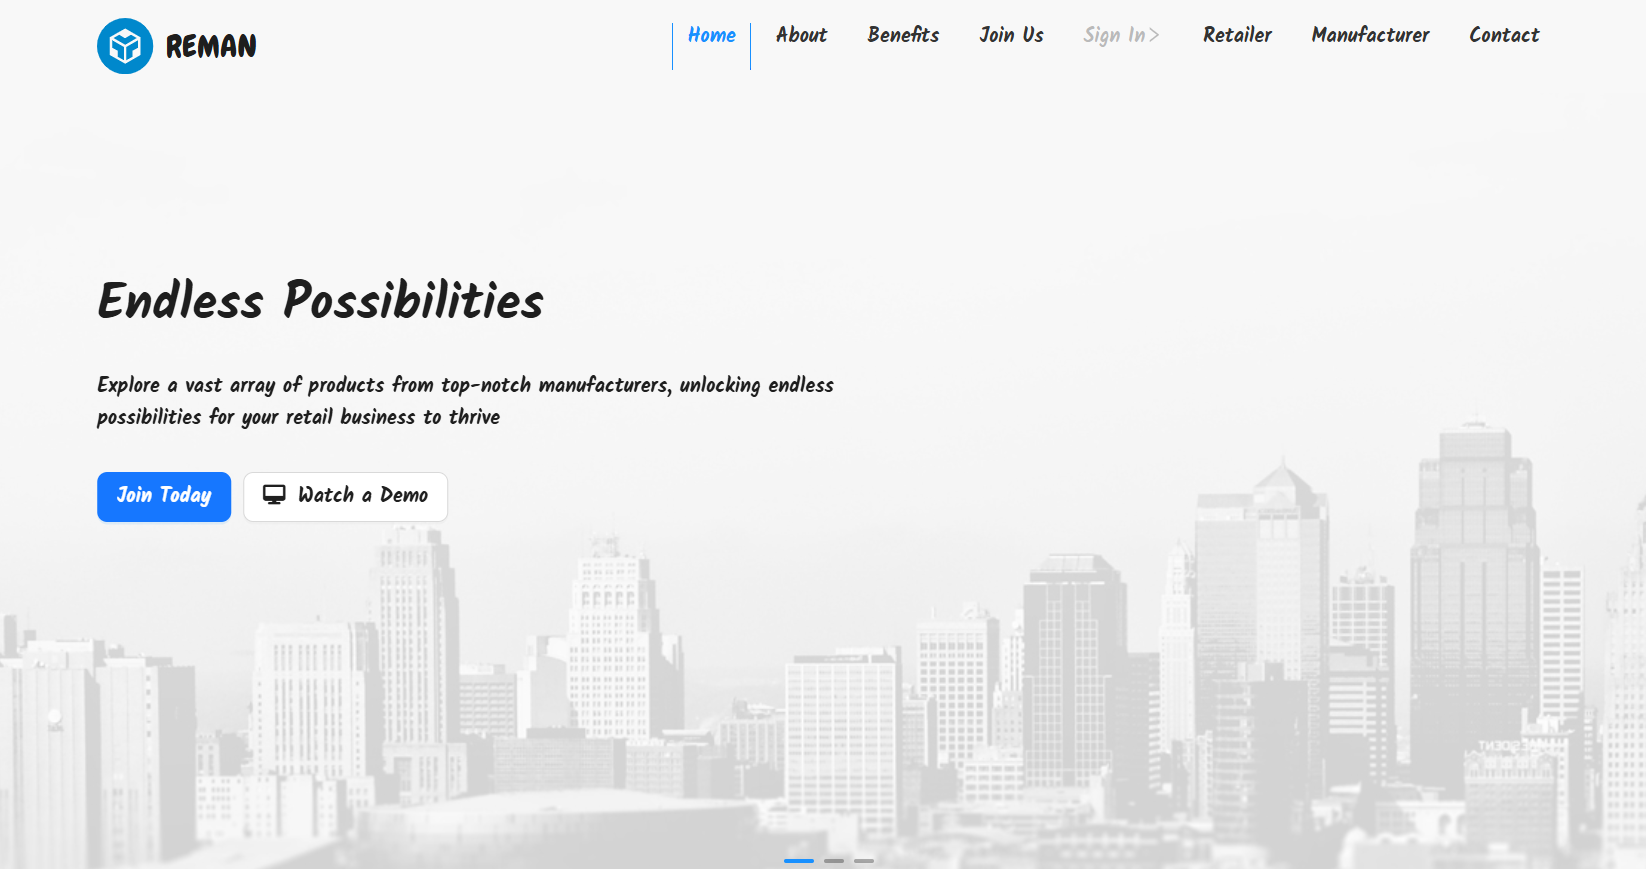 REMAN
Home About Benefits Join Us Sign In> Retailer Manufacturer Contact
Endless Possibilities
Explore a vast array of products from top-notch manufacturers, unlocking endless
possibilities for your retail business to thrive
Join Today Watch a Demo